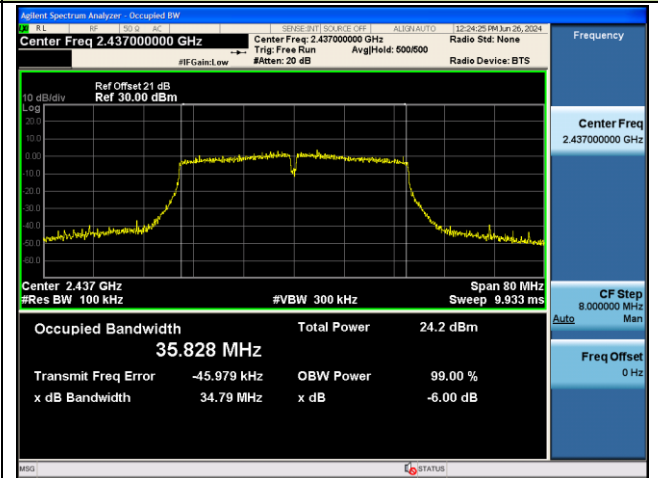 Agilent Spectrum Analyzer - Occupied BW
RL RF 50 Ω AC SENSE:INT SOURCE OFF ALIGN AUTO 12:24:25 PM Jun 26, 2024
Center Freq 2.437000000 GHz Center Freq: 2.437000000 GHz Radio Std: None Frequency
Trig: Free Run Avg|Hold: 500/500
#IFGain:Low #Atten: 20 dB Radio Device: BTS
Ref Offset 21 dB
10 dB/div Ref 30.00 dBm
Log
20.0
10.0
0.00
-10.0
-20.0
-30.0
-40.0
-50.0
-60.0
Center Freq
2.437000000 GHz
Center 2.437 GHz Span 80 MHz
#Res BW 100 kHz #VBW 300 kHz Sweep 9.933 ms
CF Step
8.000000 MHz
Auto Man
Occupied Bandwidth Total Power 24.2 dBm
35.828 MHz
Transmit Freq Error -45.979 kHz OBW Power 99.00 %
x dB Bandwidth 34.79 MHz x dB -6.00 dB
Freq Offset
0 Hz
MSG STATUS